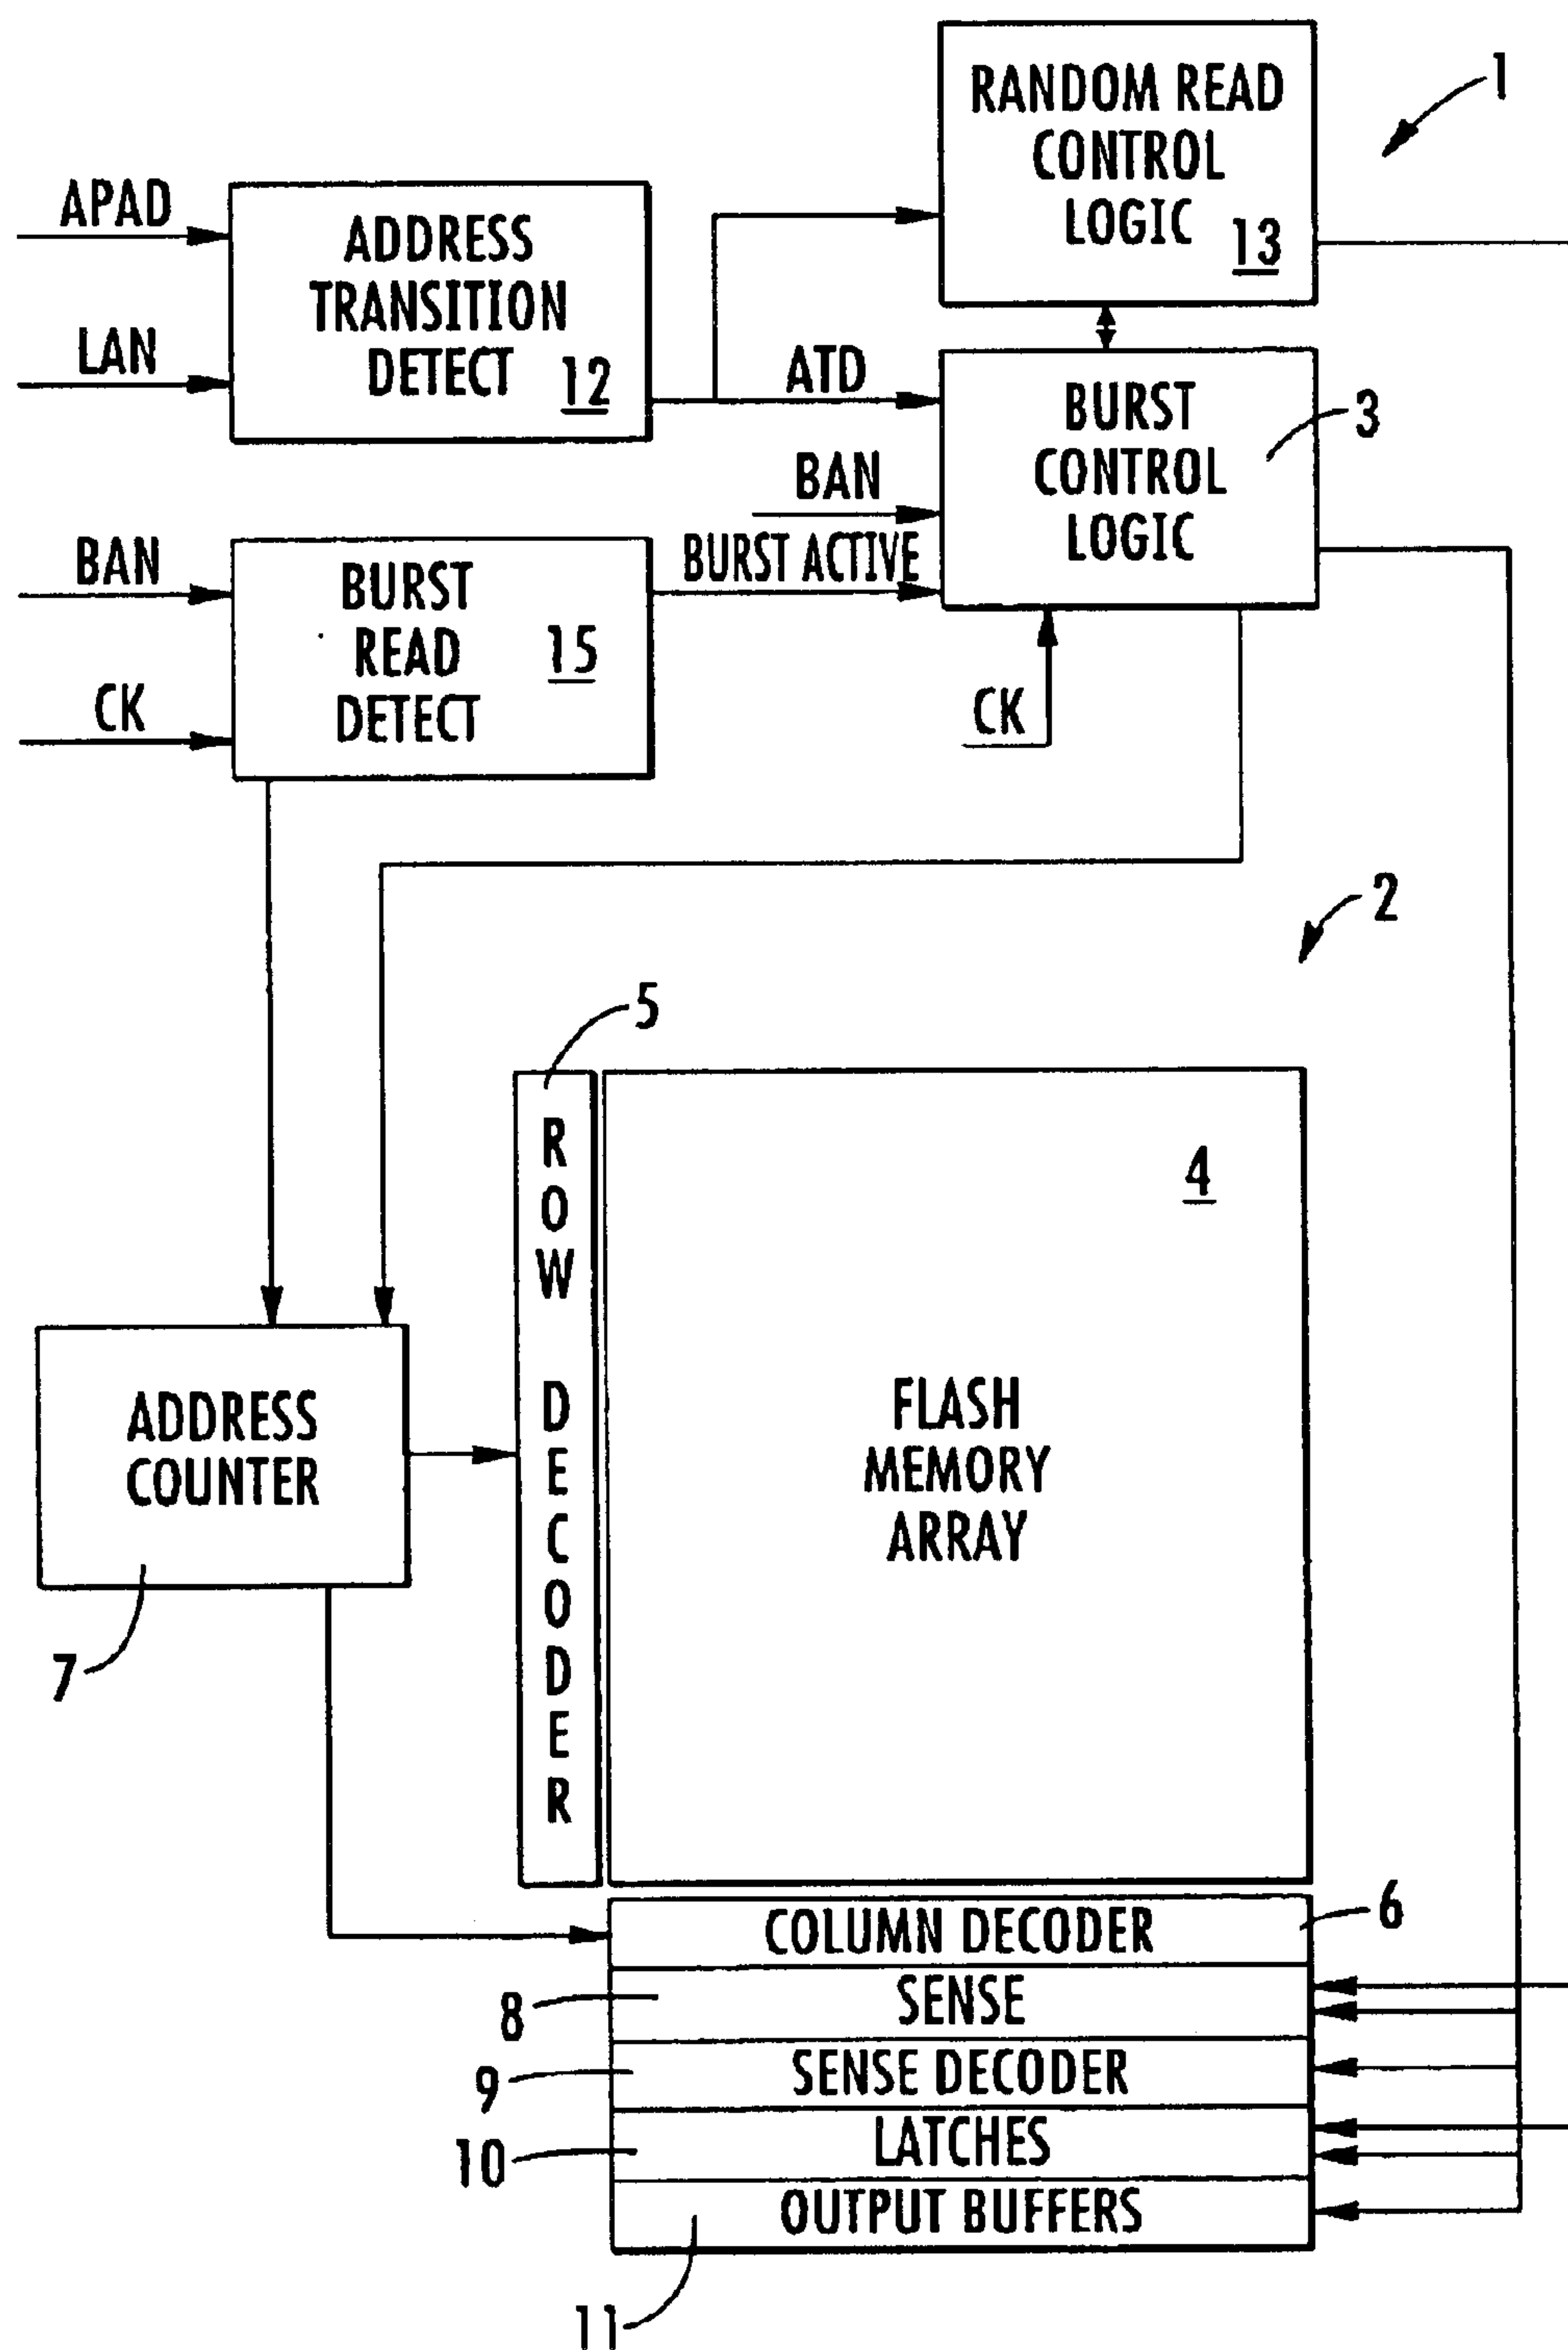 RANDOM READ
CONTROL
LOGIC 13
1
APAD
ADDRESS
TRANSITION
DETECT 12
LAN
ATD
BURST
CONTROL
LOGIC
3
BAN
BURST ACTIVE
BAN
BURST
READ
DETECT
15
CK
CK
2
5
ROW DECODER
4
FLASH
MEMORY
ARRAY
ADDRESS
COUNTER
7
COLUMN DECODER
6
SENSE
8
SENSE DECODER
9
LATCHES
10
OUTPUT BUFFERS
11